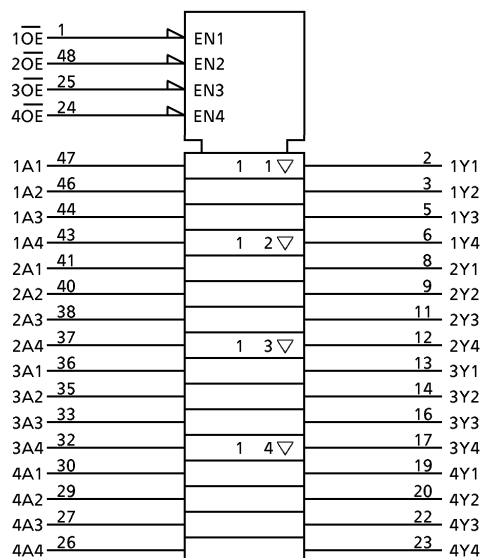 1O̅E̅ 1 EN1
2O̅E̅ 48 EN2
3O̅E̅ 25 EN3
4O̅E̅ 24 EN4
1A1 47 1 1 ▽ 2 1Y1
1A2 46 3 1Y2
1A3 44 5 1Y3
1A4 43 1 2 ▽ 6 1Y4
2A1 41 8 2Y1
2A2 40 9 2Y2
2A3 38 11 2Y3
2A4 37 1 3 ▽ 12 2Y4
3A1 36 13 3Y1
3A2 35 14 3Y2
3A3 33 16 3Y3
3A4 32 1 4 ▽ 17 3Y4
4A1 30 19 4Y1
4A2 29 20 4Y2
4A3 27 22 4Y3
4A4 26 23 4Y4